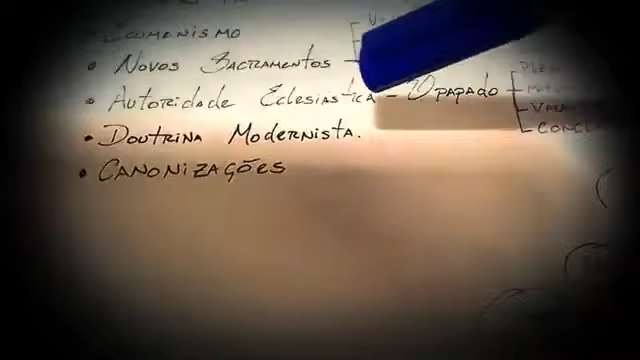 Ecumenismo
• Novos Sacramentos
• Autoridade Eclesiástica - O papado
• Doutrina Modernista.
• Canonizações